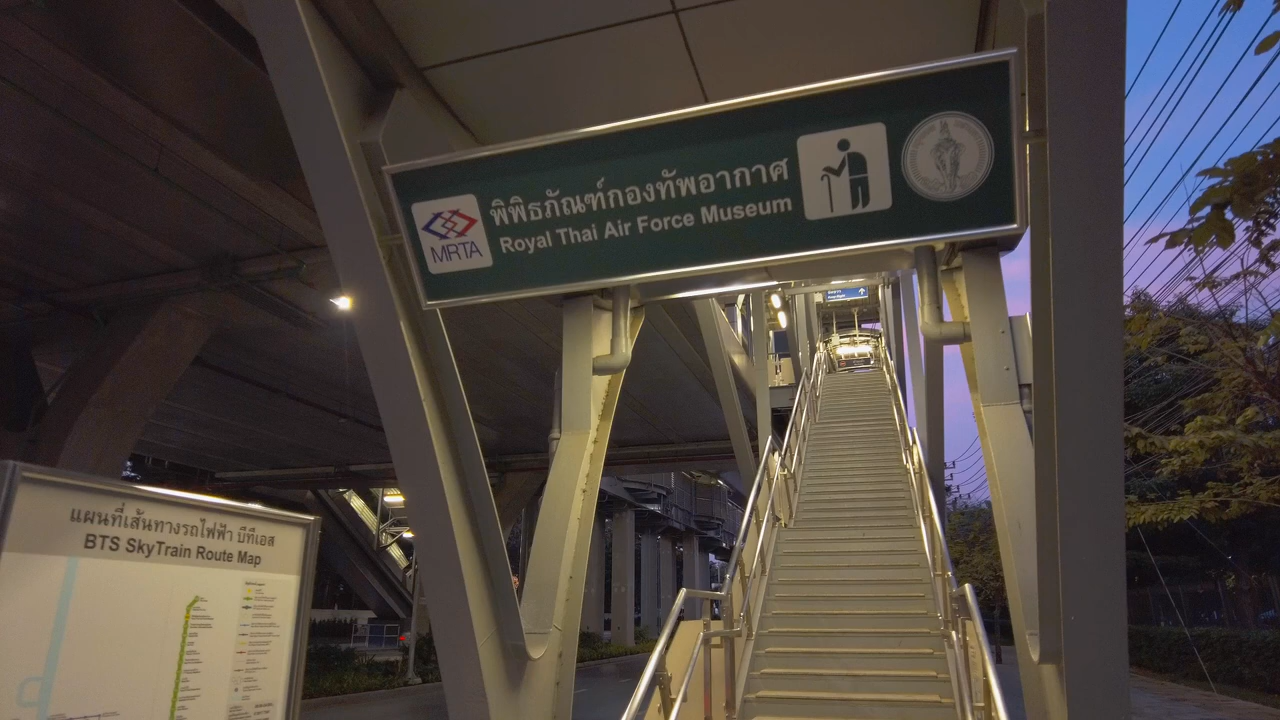 พิพิธภัณฑ์กองทัพอากาศ
Royal Thai Air Force Museum
MRTA
Keep Right
แผนที่เส้นทางรถไฟฟ้า บีทีเอส
BTS SkyTrain Route Map